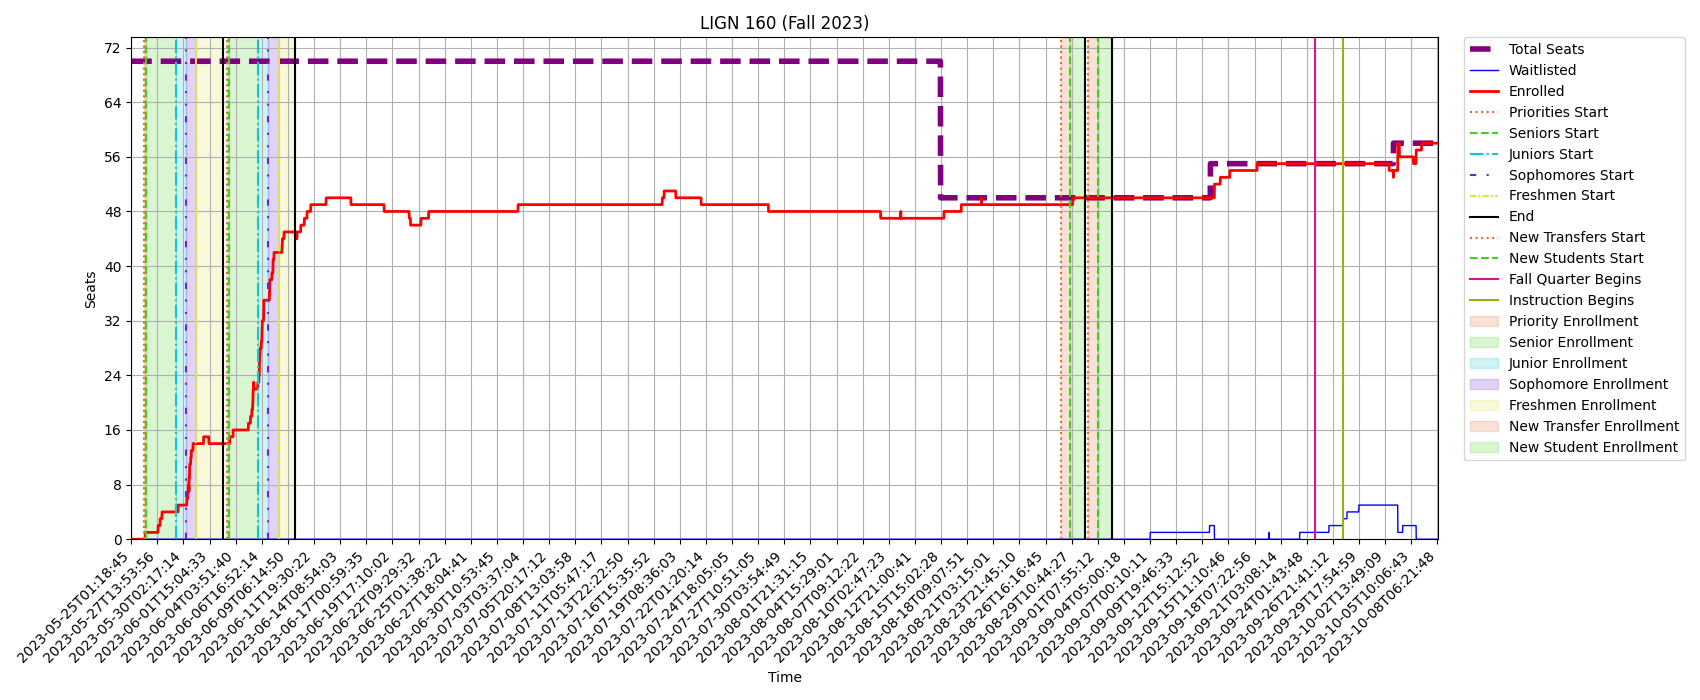 LIGN 160 (Fall 2023)
72
64
56
48
40
32
24
16
8
0
Seats
2023-05-25T01:18:45
2023-05-27T13:53:56
2023-05-30T02:17:14
2023-06-01T15:04:33
2023-06-04T03:51:40
2023-06-06T16:52:14
2023-06-09T06:14:50
2023-06-11T19:30:22
2023-06-14T08:54:03
2023-06-17T00:59:35
2023-06-19T17:10:02
2023-06-22T09:29:32
2023-06-25T01:38:22
2023-06-27T18:04:41
2023-06-30T10:53:45
2023-07-03T03:37:04
2023-07-05T20:17:12
2023-07-08T13:03:58
2023-07-11T05:47:17
2023-07-13T22:22:50
2023-07-16T15:35:52
2023-07-19T08:36:03
2023-07-22T01:20:14
2023-07-24T18:05:05
2023-07-27T10:51:05
2023-07-30T03:54:49
2023-08-01T21:31:15
2023-08-04T15:29:01
2023-08-07T09:12:22
2023-08-10T02:47:23
2023-08-12T21:00:41
2023-08-15T15:02:28
2023-08-18T09:07:51
2023-08-21T03:15:01
2023-08-23T21:45:10
2023-08-26T16:16:45
2023-08-29T10:44:27
2023-09-01T07:55:12
2023-09-04T05:00:18
2023-09-07T00:10:11
2023-09-09T19:46:33
2023-09-12T15:12:52
2023-09-15T11:10:46
2023-09-18T07:22:56
2023-09-21T03:08:14
2023-09-24T01:43:48
2023-09-26T21:41:12
2023-09-29T17:54:59
2023-10-02T13:49:09
2023-10-05T10:06:43
2023-10-08T06:21:48
Time
Total Seats
Waitlisted
Enrolled
Priorities Start
Seniors Start
Juniors Start
Sophomores Start
Freshmen Start
End
New Transfers Start
New Students Start
Fall Quarter Begins
Instruction Begins
Priority Enrollment
Senior Enrollment
Junior Enrollment
Sophomore Enrollment
Freshmen Enrollment
New Transfer Enrollment
New Student Enrollment